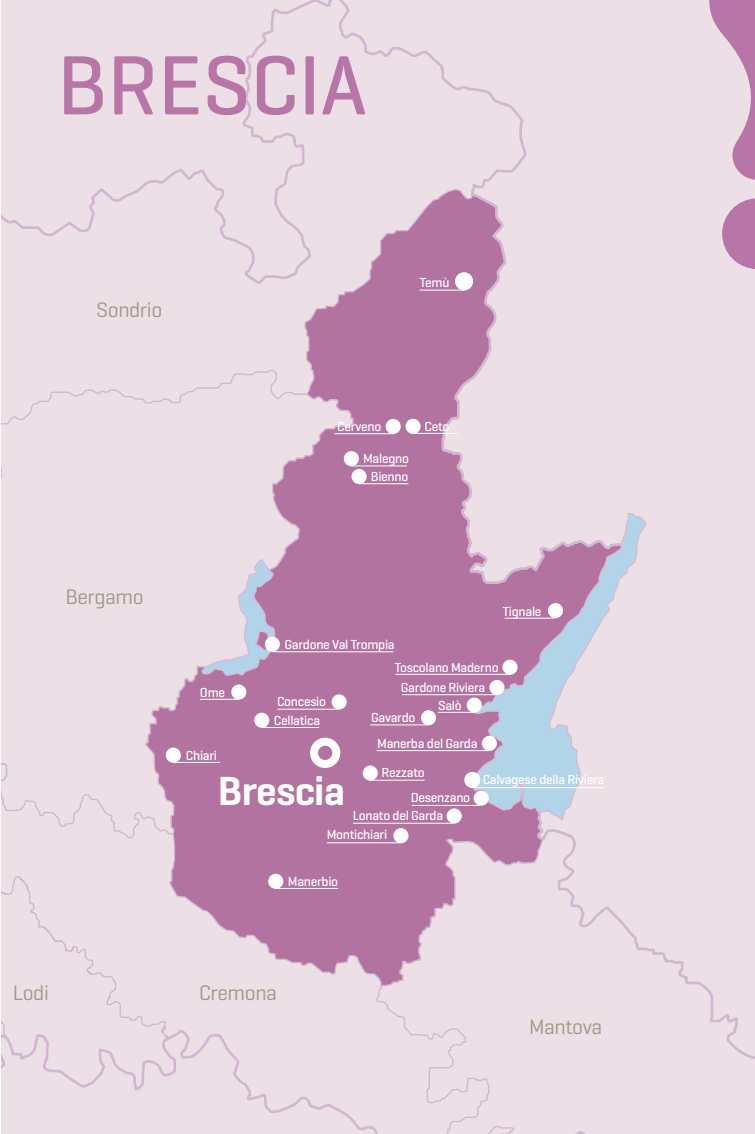 BRESCIA
Temù
Sondrio
Cerveno
Ceto
Malegno
Bienno
Bergamo
Tignale
Gardone Val Trompia
Toscolano Maderno
Gardone Riviera
Ome
Concesio
Salò
Cellatica
Gavardo
Manerba del Garda
Chiari
Rezzato
Calvagese della Riviera
Brescia
Desenzano
Lonato del Garda
Montichiari
Manerbio
Lodi
Cremona
Mantova